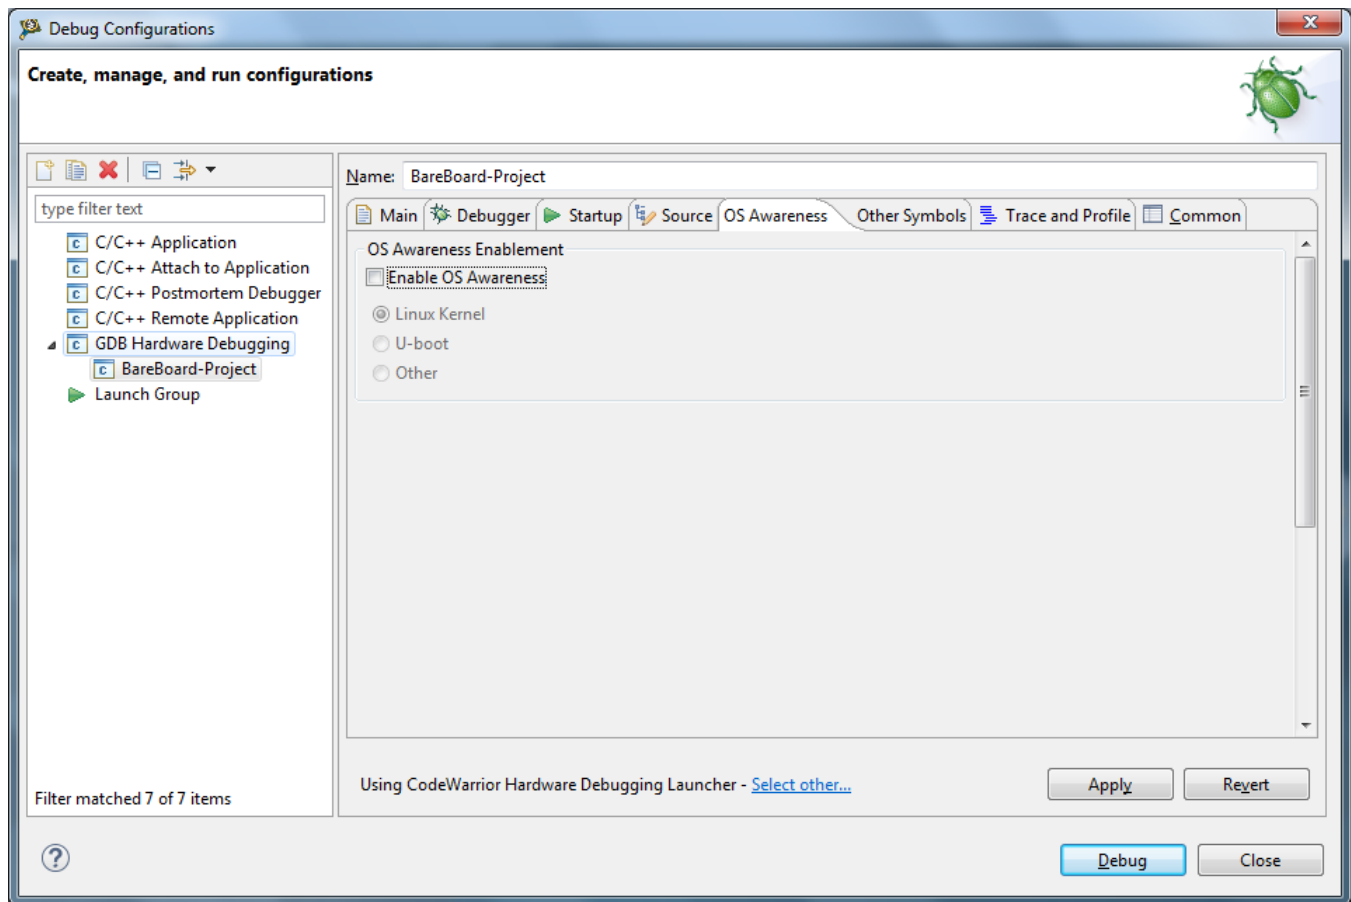 Debug Configurations
Create, manage, and run configurations
type filter text
C/C++ Application
C/C++ Attach to Application
C/C++ Postmortem Debugger
C/C++ Remote Application
GDB Hardware Debugging
BareBoard-Project
Launch Group
Filter matched 7 of 7 items
Name: BareBoard-Project
Main Debugger Startup Source OS Awareness Other Symbols Trace and Profile Common
OS Awareness Enablement
Enable OS Awareness
Linux Kernel
U-boot
Other
Using CodeWarrior Hardware Debugging Launcher - Select other...
Apply Revert
Debug Close